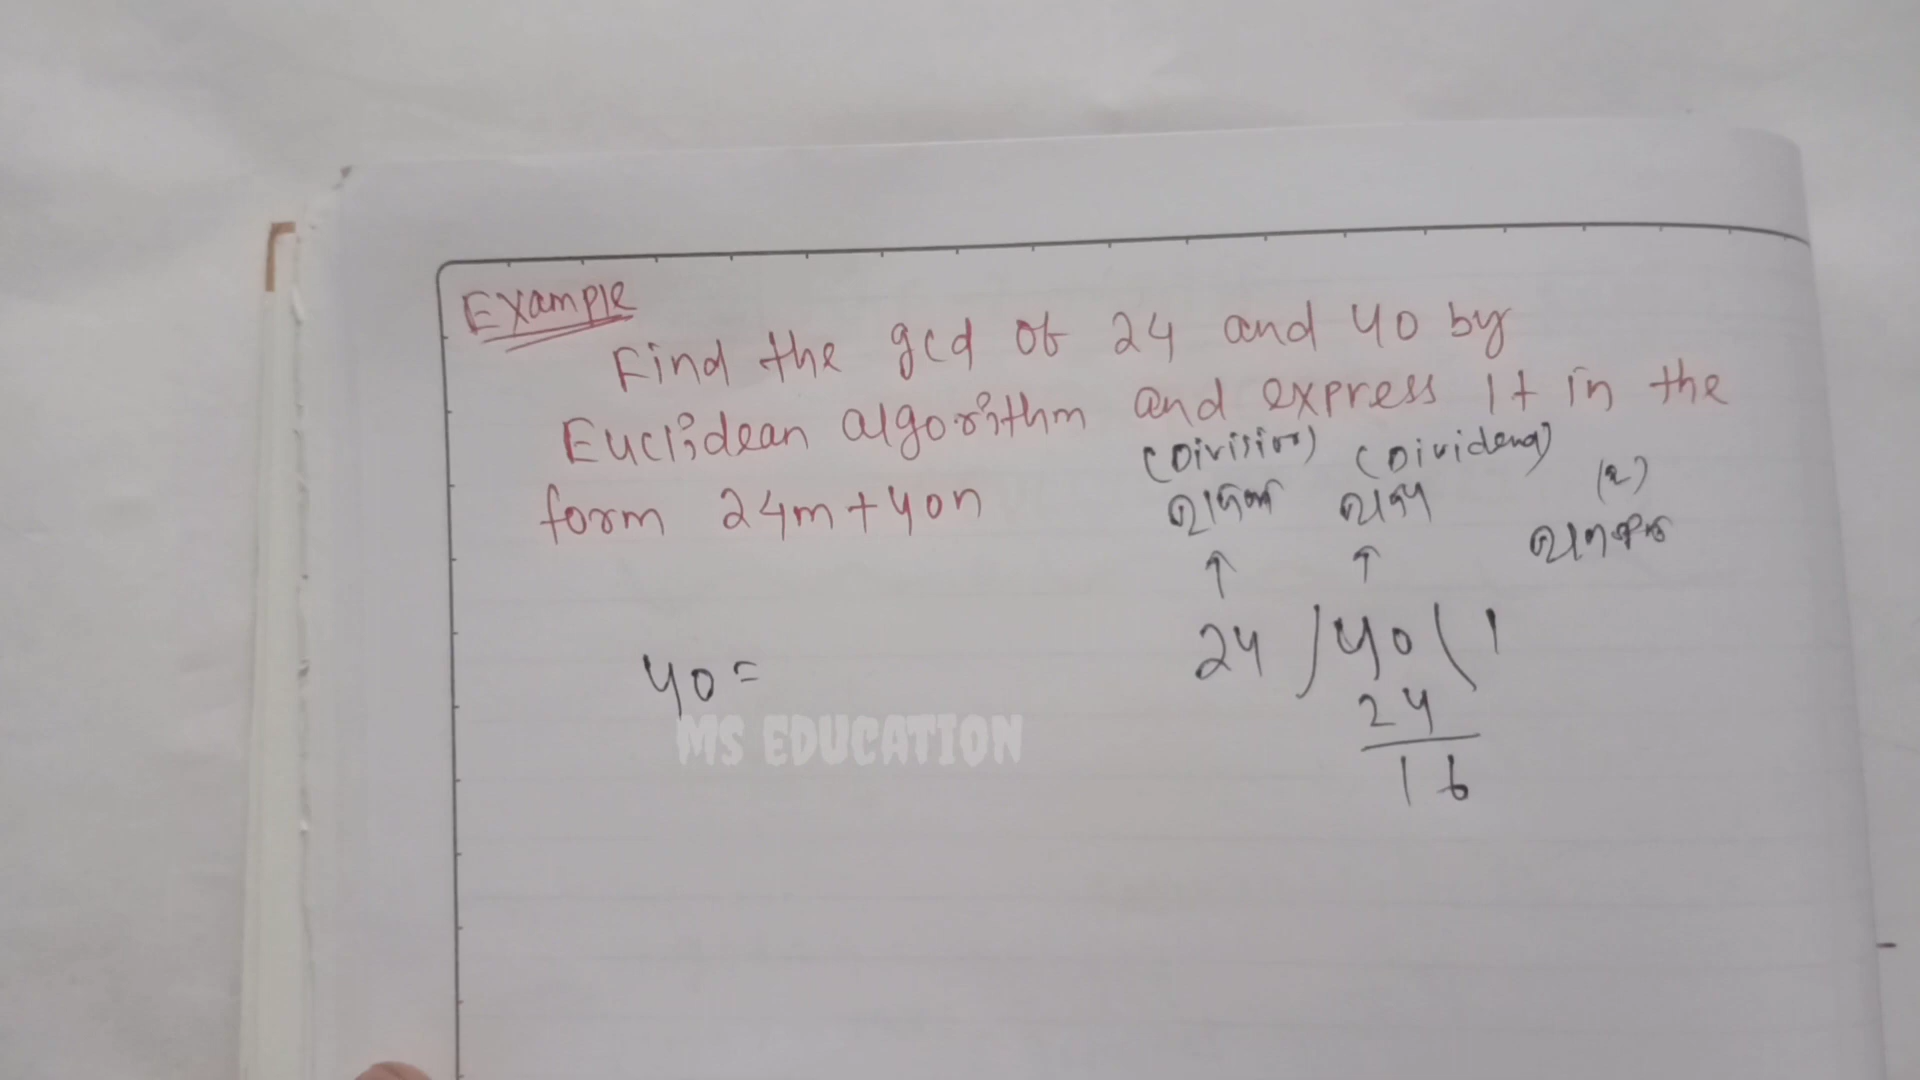 Example
Find the gcd of 24 and 40 by
Euclidean algorithm and express it in the
form 24m+40n
(Divisior) (Dividend)
(r)
↑ ↑
40=
24 ) 40 ( 1
24
16
MS EDUCATION